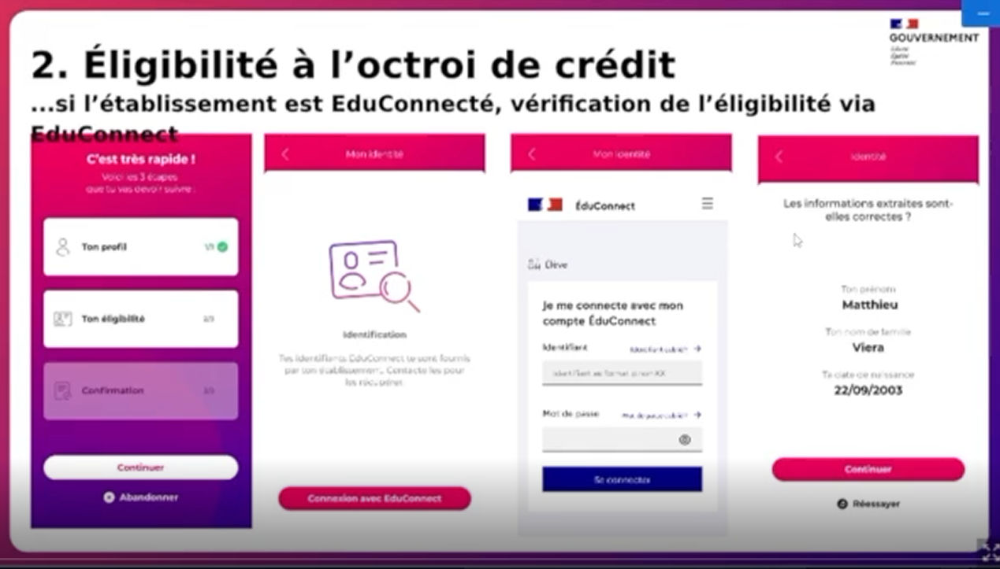 GOUVERNEMENT
Liberté
Égalité
Fraternité
2. Éligibilité à l’octroi de crédit
...si l’établissement est EduConnecté, vérification de l’éligibilité via
EduConnect
C'est très rapide !
Voici les 3 étapes
que tu vas devoir suivre :
Ton profil
1/3
Ton éligibilité
2/3
Confirmation
3/3
Continuer
Abandonner
Mon identité
Identification
Tes identifiants EduConnect te sont fournis
par ton établissement. Contacte les pour
les récupérer.
Connexion avec EduConnect
Mon identité
ÉduConnect
Élève
Je me connecte avec mon
compte ÉduConnect
Identifiant
Identifiant oublié?
Identifiant au format p.nomXX
Mot de passe
Mot de passe oublié?
Se connecter
Identité
Les informations extraites sont-
elles correctes ?
Ton prénom
Matthieu
Ton nom de famille
Viera
Ta date de naissance
22/09/2003
Continuer
Réessayer